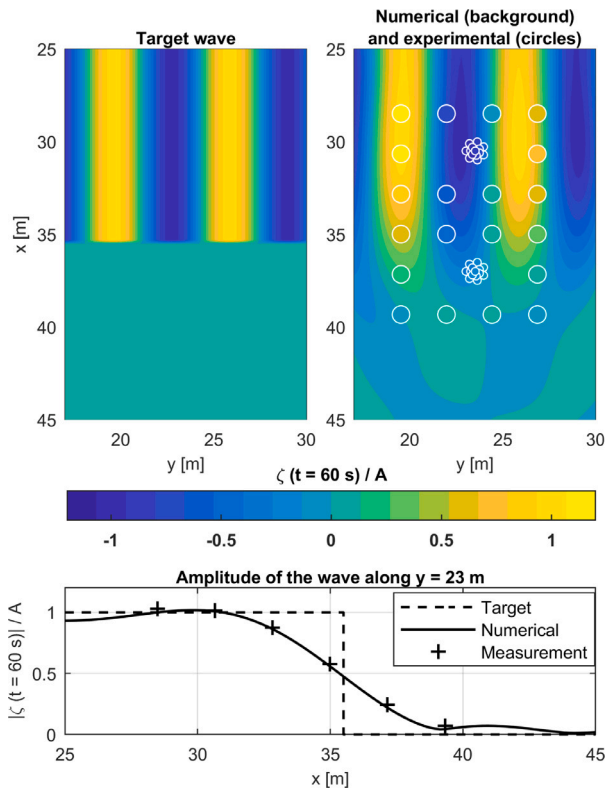 Target wave
Numerical (background)
and experimental (circles)
25
30
35
40
45
x [m]
20
25
30
y [m]
25
30
35
40
45
20
25
30
y [m]
ζ (t = 60 s) / A
-1
-0.5
0
0.5
1
Amplitude of the wave along y = 23 m
|ζ (t = 60 s)| / A
1
0.5
0
Target
Numerical
Measurement
25
30
35
40
45
x [m]